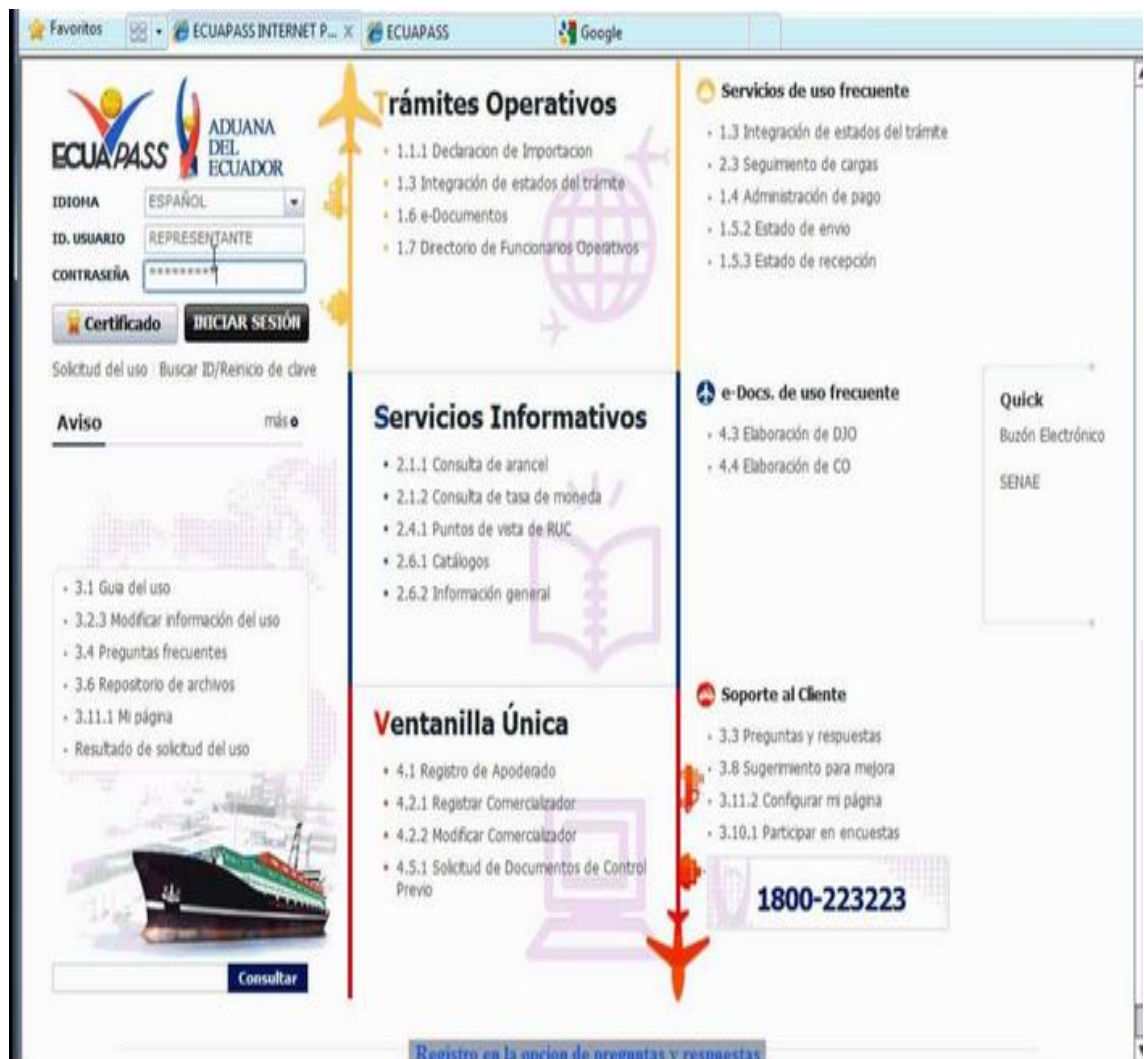 Favoritos
ECUAPASS INTERNET P... X
ECUAPASS
Google
ECUAPASS
ADUANA
DEL
ECUADOR
IDIOMA ESPAÑOL
ID. USUARIO REPRESENTANTE
CONTRASEÑA *********
Certificado INICIAR SESIÓN
Solicitud del uso Buscar ID/Reinicio de clave
Aviso más
3.1 Guia del uso
3.2.3 Modificar información del uso
3.4 Preguntas frecuentes
3.6 Repositorio de archivos
3.11.1 Mi página
Resultado de solicitud del uso
Consultar
Trámites Operativos
1.1.1 Declaracion de Importacion
1.3 Integración de estados del trámite
1.6 e-Documentos
1.7 Directorio de Funcionarios Operativos
Servicios Informativos
2.1.1 Consulta de arancel
2.1.2 Consulta de tasa de moneda
2.4.1 Puntos de vista de RUC
2.6.1 Catálogos
2.6.2 Información general
Ventanilla Única
4.1 Registro de Apoderado
4.2.1 Registrar Comercialzador
4.2.2 Modificar Comercialzador
4.5.1 Solicitud de Documentos de Control
Previo
Servicios de uso frecuente
1.3 Integración de estados del trámite
2.3 Seguimiento de cargas
1.4 Administración de pago
1.5.2 Estado de envio
1.5.3 Estado de recepción
e-Docs. de uso frecuente
4.3 Elaboración de DJO
4.4 Elaboración de CO
Quick
Buzón Electrónico
SENAE
Soporte al Cliente
3.3 Preguntas y respuestas
3.8 Sugerimiento para mejora
3.11.2 Configurar mi página
3.10.1 Participar en encuestas
1800-223223
Registro en la opcion de preguntas y respuestas